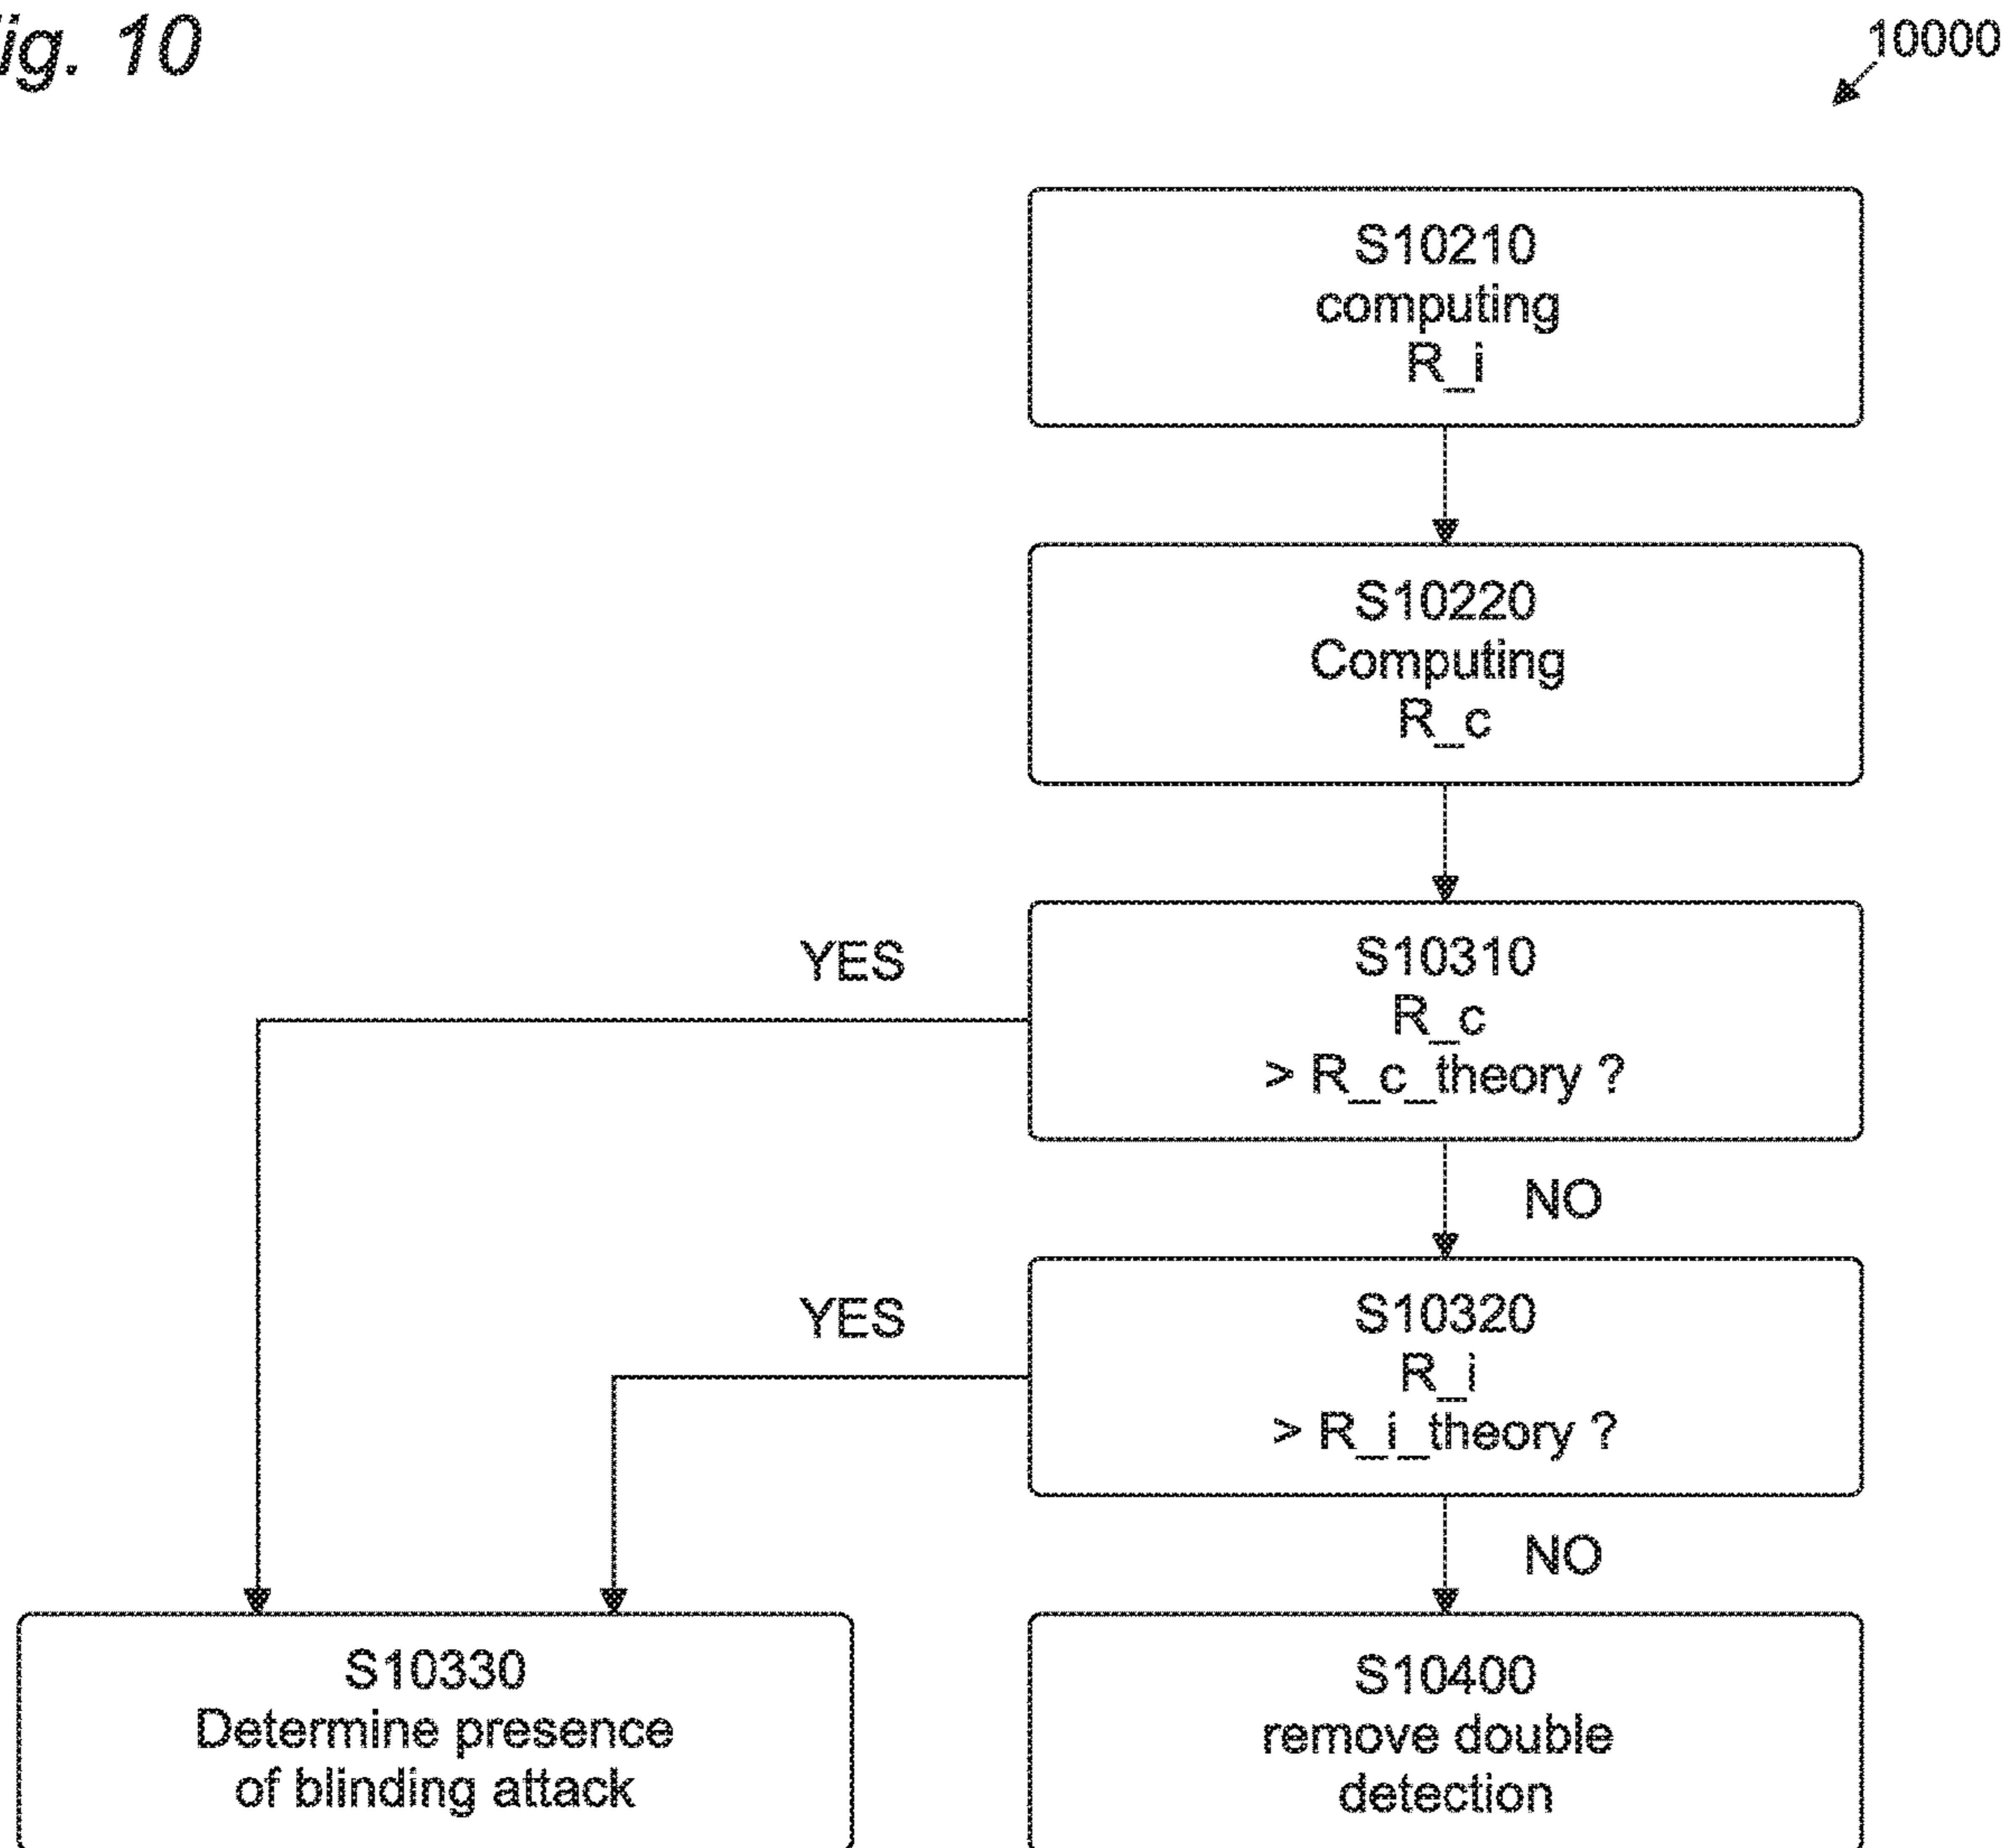 ig. 10
10000
S10210
computing
R_i
S10220
Computing
R_c
YES
S10310
R_c
> R_c_theory ?
NO
YES
S10320
R_i
> R_i_theory ?
NO
S10330
Determine presence
of blinding attack
S10400
remove double
detection